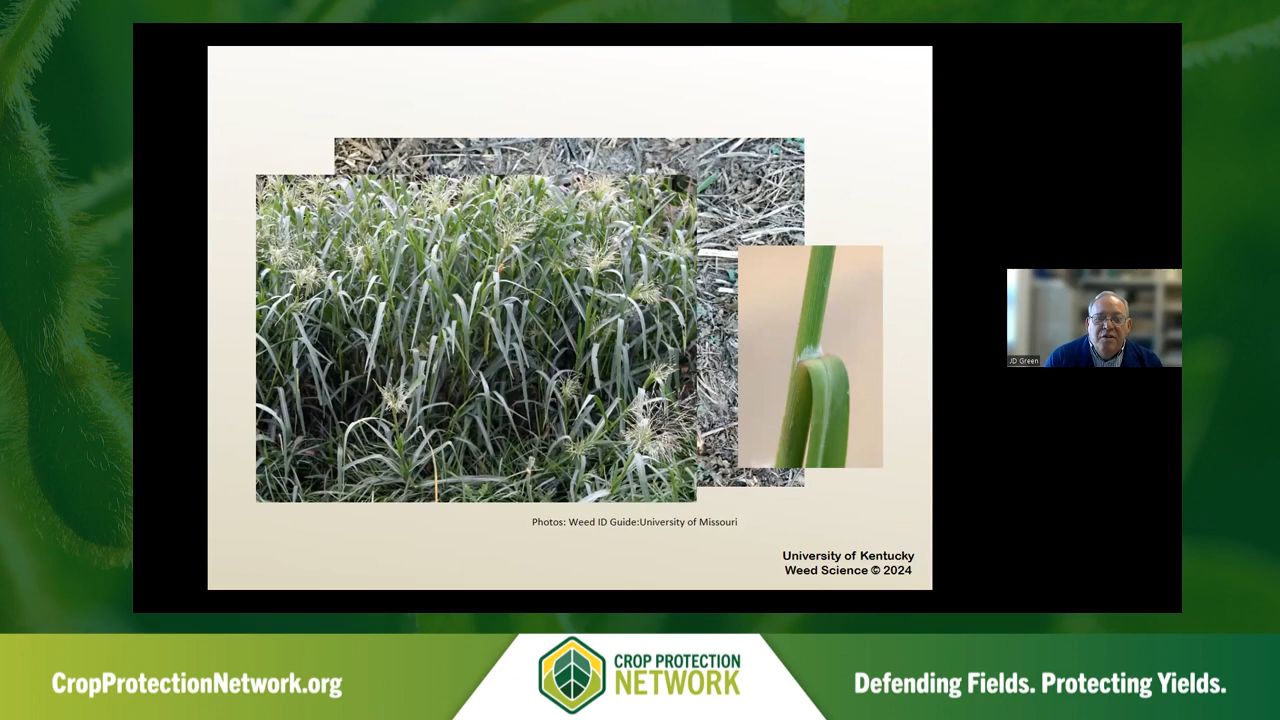 Photos: Weed ID Guide:University of Missouri
University of Kentucky
Weed Science © 2024
JD Green
CropProtectionNetwork.org
CROP PROTECTION
NETWORK
Defending Fields. Protecting Yields.